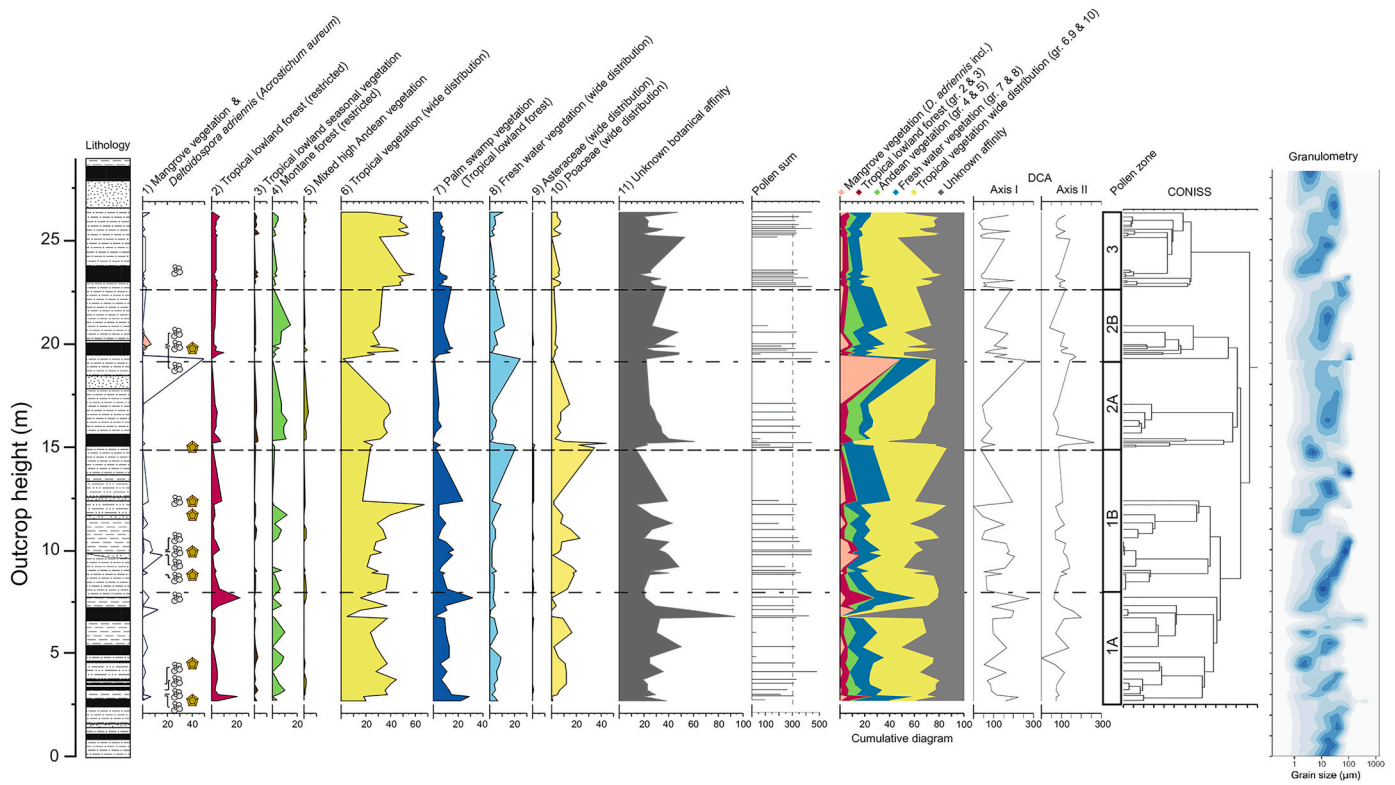 1) Mangrove vegetation &
Deltoidospora adriennis (Acrostichum aureum)
2) Tropical lowland forest (restricted)
3) Tropical lowland seasonal vegetation
4) Montane forest (restricted)
5) Mixed high Andean vegetation
6) Tropical vegetation (wide distribution)
7) Palm swamp vegetation
(Tropical lowland forest)
8) Fresh water vegetation (wide distribution)
9) Asteraceae (wide distribution)
10) Poaceae (wide distribution)
11) Unknown botanical affinity
Pollen sum
Mangrove vegetation (D. adriennis incl.)
Tropical lowland forest (gr. 2 & 3)
Andean vegetation (gr. 4 & 5)
Fresh water vegetation (gr. 7 & 8)
Tropical vegetation wide distribution (gr. 6.9 & 10)
Unknown affinity
DCA
Axis I
Axis II
Pollen zone
CONISS
Granulometry
Lithology
Outcrop height (m)
25
20
15
10
5
0
3
2B
2A
1B
1A
20 40
20
20
20 40 60
20 40
20
20 40
20 40 60 80 100
100 300 500
0 20 40 60 80 100
Cumulative diagram
100 300
100 300
1 10 100 1000
Grain size (µm)